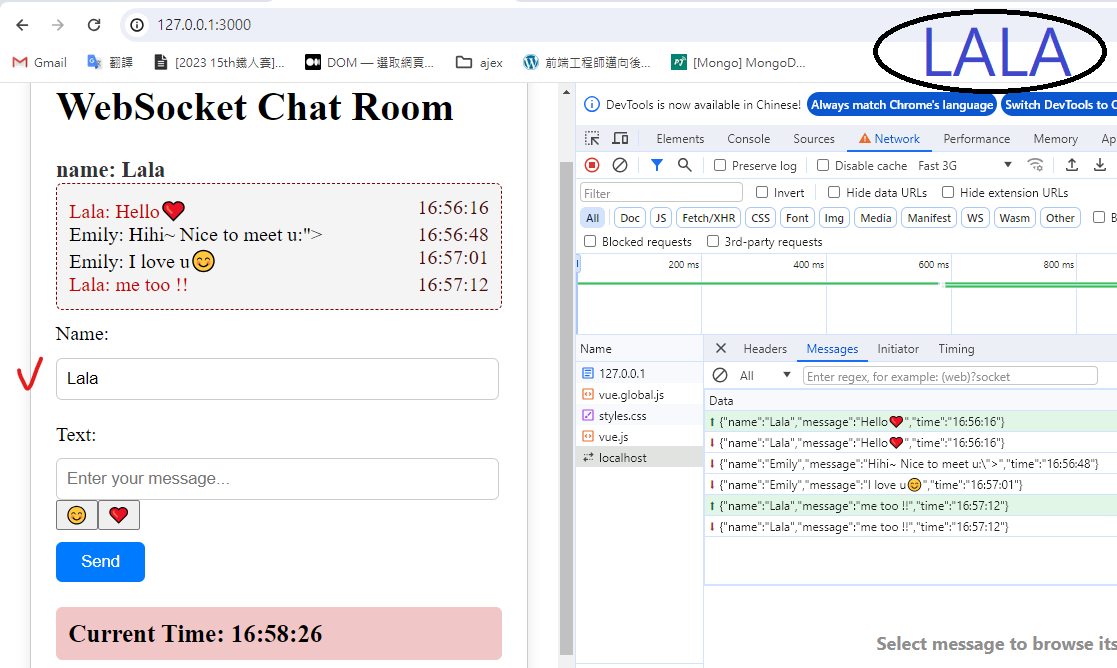 127.0.0.1:3000
LALA
Gmail 翻譯 [2023 15th鐵人賽]... DOM — 選取網頁... ajex 前端工程師邁向後... [Mongo] MongoD...
WebSocket Chat Room
name: Lala
Lala: Hello❤️ 16:56:16
Emily: Hihi~ Nice to meet u:"> 16:56:48
Emily: I love u😊 16:57:01
Lala: me too !! 16:57:12
Name:
Lala
Text:
Enter your message...
😊 ❤️
Send
Current Time: 16:58:26
DevTools is now available in Chinese! Always match Chrome's language Switch DevTools to C
Elements Console Sources Network Performance Memory Ap
Preserve log Disable cache Fast 3G
Filter Invert Hide data URLs Hide extension URLs
All Doc JS Fetch/XHR CSS Font Img Media Manifest WS Wasm Other B
Blocked requests 3rd-party requests
200 ms 400 ms 600 ms 800 ms
Name
127.0.0.1
vue.global.js
styles.css
vue.js
localhost
Headers Messages Initiator Timing
All Enter regex, for example: (web)?socket
Data
{"name":"Lala","message":"Hello❤️","time":"16:56:16"}
{"name":"Lala","message":"Hello❤️","time":"16:56:16"}
{"name":"Emily","message":"Hihi~ Nice to meet u:\">","time":"16:56:48"}
{"name":"Emily","message":"I love u😊","time":"16:57:01"}
{"name":"Lala","message":"me too !!","time":"16:57:12"}
{"name":"Lala","message":"me too !!","time":"16:57:12"}
Select message to browse its